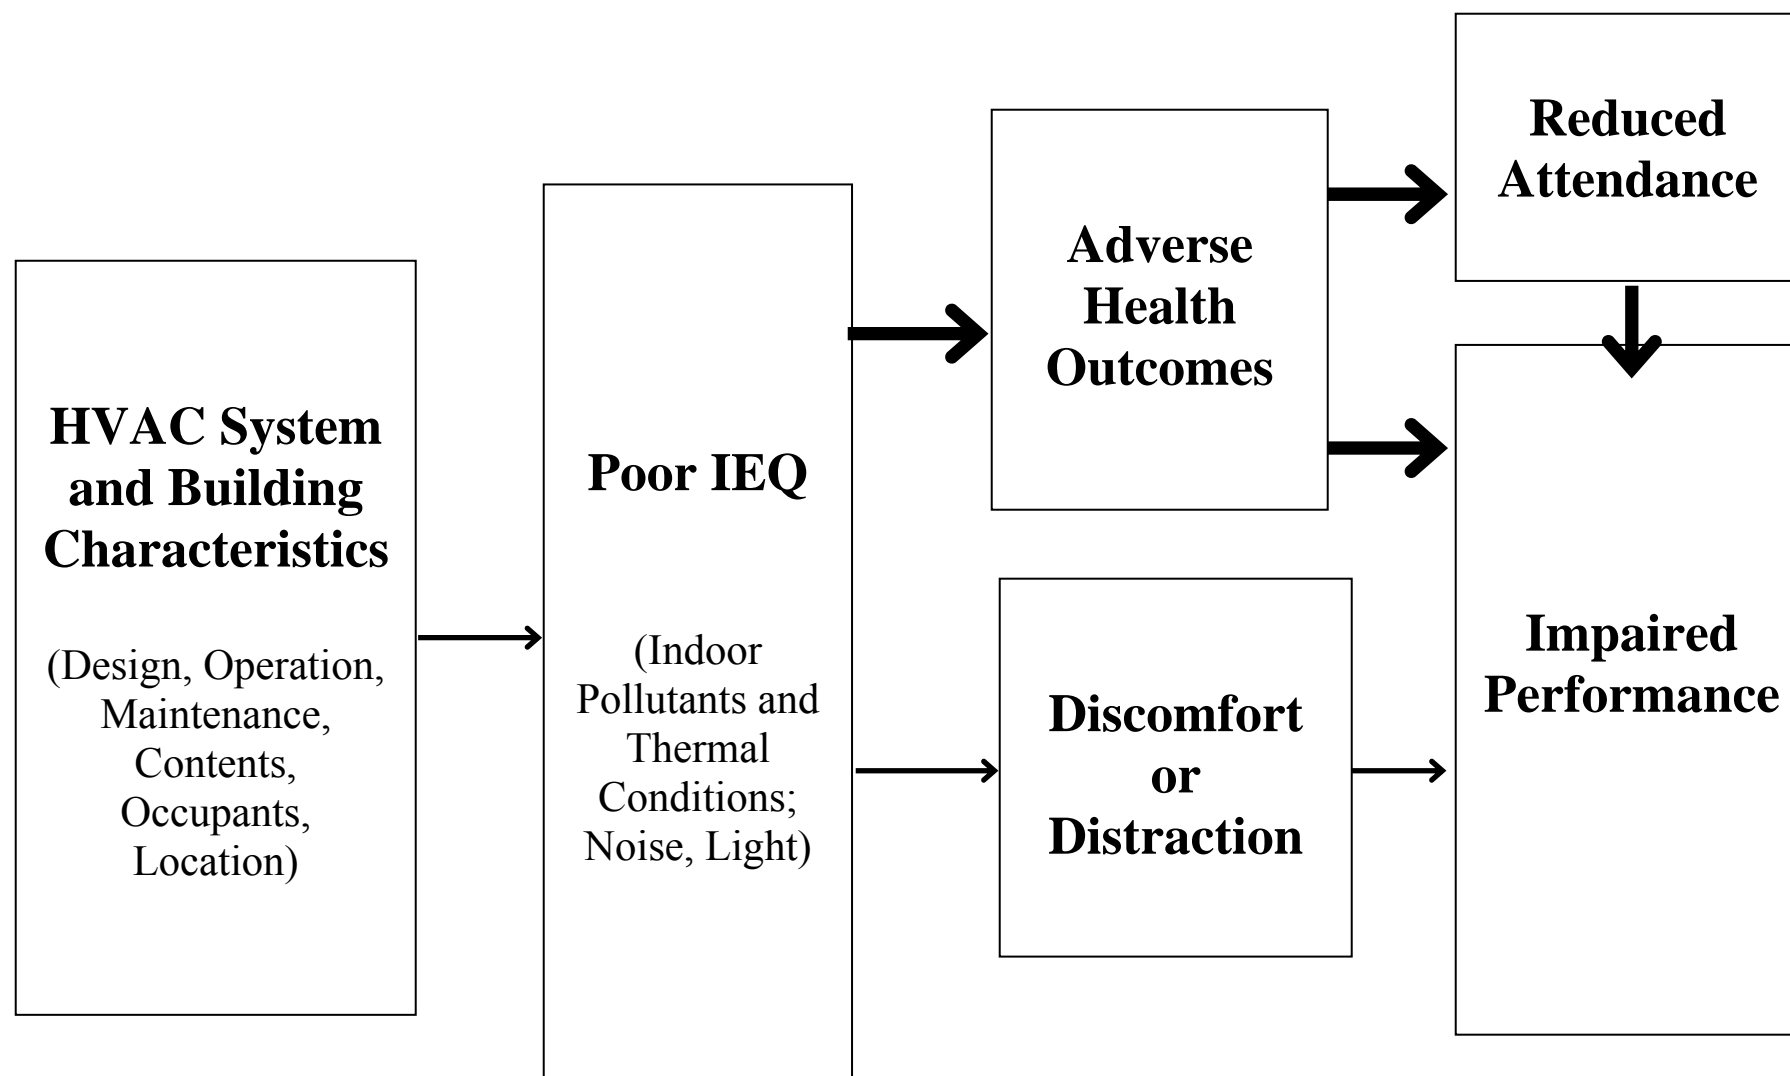 HVAC System
and Building
Characteristics
(Design, Operation,
Maintenance,
Contents,
Occupants,
Location)
Poor IEQ
(Indoor
Pollutants and
Thermal
Conditions;
Noise, Light)
Adverse
Health
Outcomes
Discomfort
or
Distraction
Reduced
Attendance
Impaired
Performance